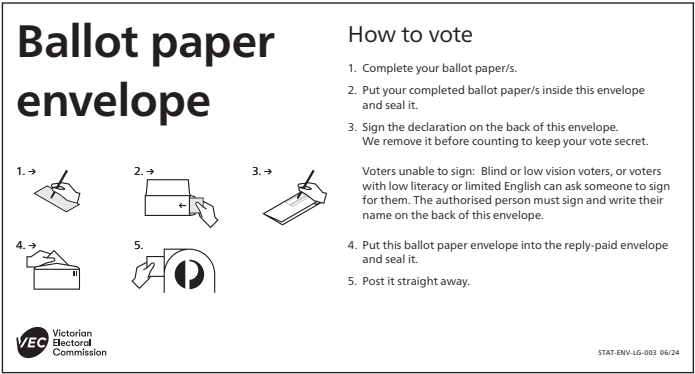 Ballot paper
envelope
How to vote
1. Complete your ballot paper/s.
2. Put your completed ballot paper/s inside this envelope
and seal it.
3. Sign the declaration on the back of this envelope.
We remove it before counting to keep your vote secret.
Voters unable to sign: Blind or low vision voters, or voters
with low literacy or limited English can ask someone to sign
for them. The authorised person must sign and write their
name on the back of this envelope.
4. Put this ballot paper envelope into the reply-paid envelope
and seal it.
5. Post it straight away.
1. →
2. →
3. →
4. →
5.
VEC
Victorian
Electoral
Commission
STAT-ENV-LG-003 06/24